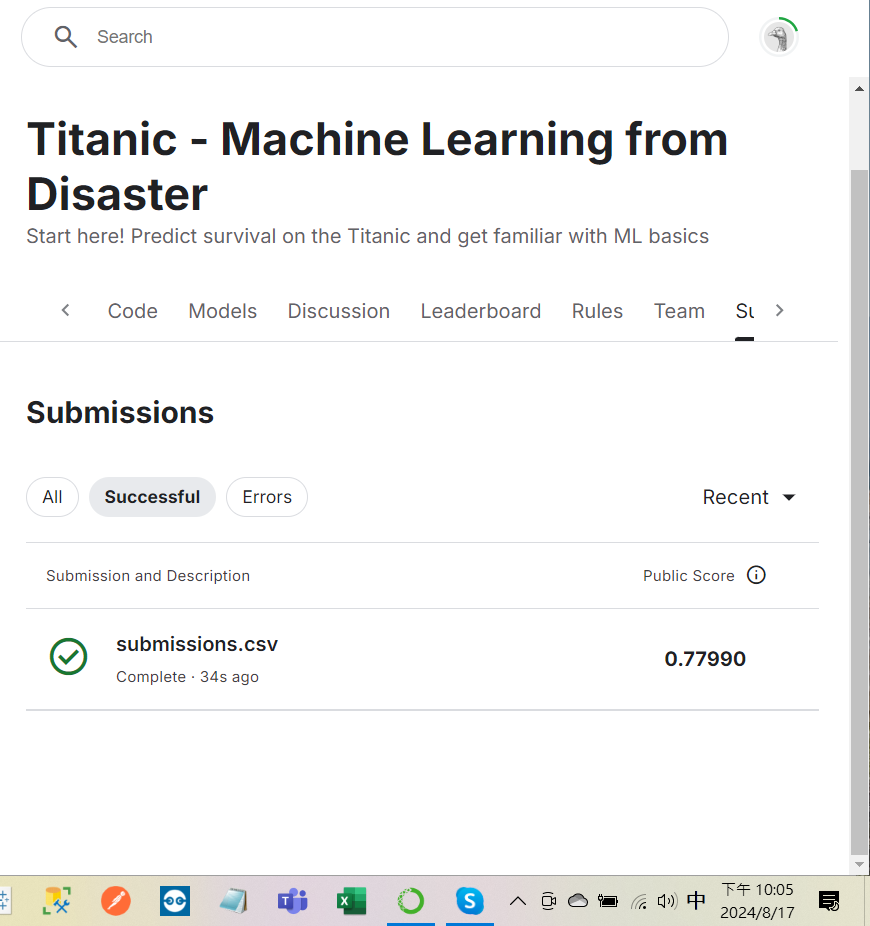 Search
Titanic - Machine Learning from
Disaster
Start here! Predict survival on the Titanic and get familiar with ML basics
Code Models Discussion Leaderboard Rules Team Su
Submissions
All Successful Errors Recent
Submission and Description Public Score
submissions.csv
Complete · 34s ago
0.77990
中 下午 10:05
2024/8/17